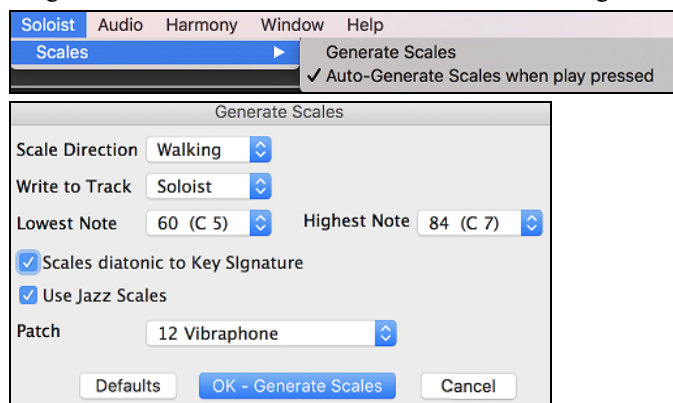 Soloist Audio Harmony Window Help
Scales Generate Scales
✓ Auto-Generate Scales when play pressed
Generate Scales
Scale Direction Walking
Write to Track Soloist
Lowest Note 60 (C 5) Highest Note 84 (C 7)
Scales diatonic to Key SIgnature
Use Jazz Scales
Patch 12 Vibraphone
Defaults OK - Generate Scales Cancel